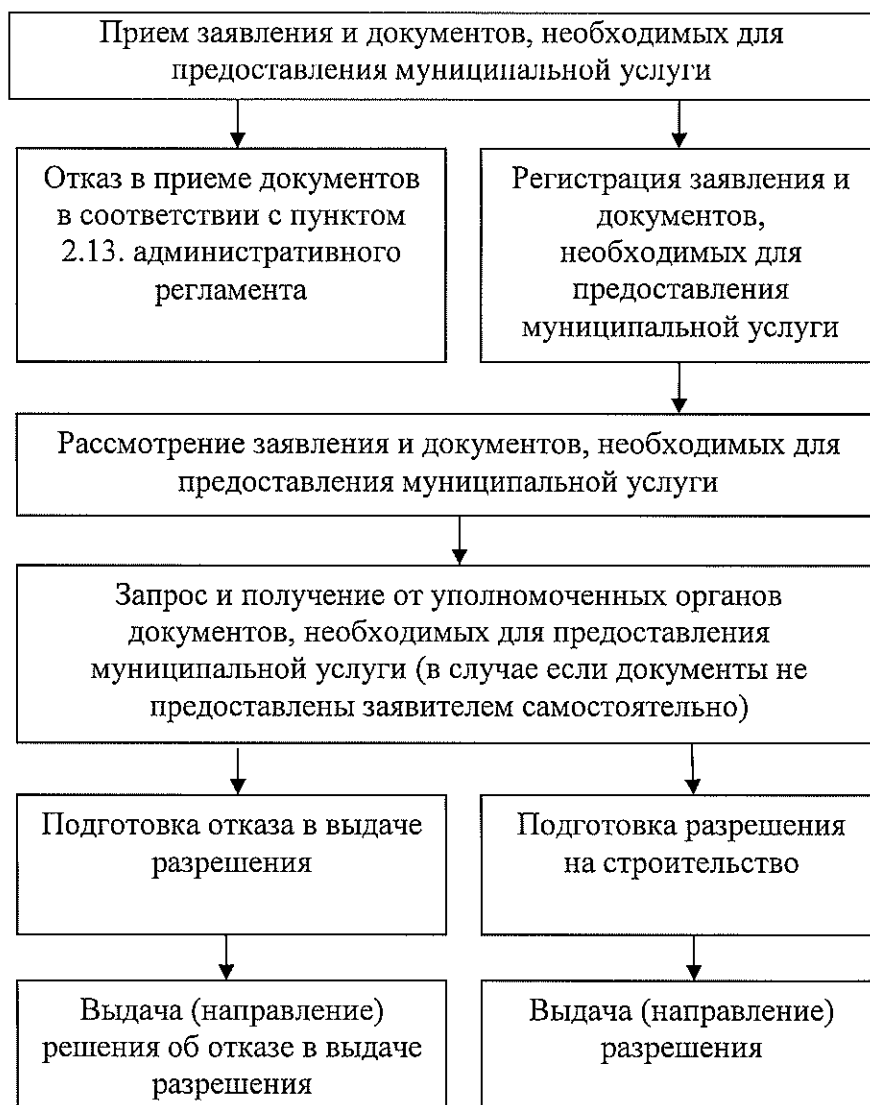 Прием заявления и документов, необходимых для
предоставления муниципальной услуги
Отказ в приеме документов
в соответствии с пунктом
2.13. административного
регламента
Регистрация заявления и
документов,
необходимых для
предоставления
муниципальной услуги
Рассмотрение заявления и документов, необходимых для
предоставления муниципальной услуги
Запрос и получение от уполномоченных органов
документов, необходимых для предоставления
муниципальной услуги (в случае если документы не
предоставлены заявителем самостоятельно)
Подготовка отказа в выдаче
разрешения
Подготовка разрешения
на строительство
Выдача (направление)
решения об отказе в выдаче
разрешения
Выдача (направление)
разрешения